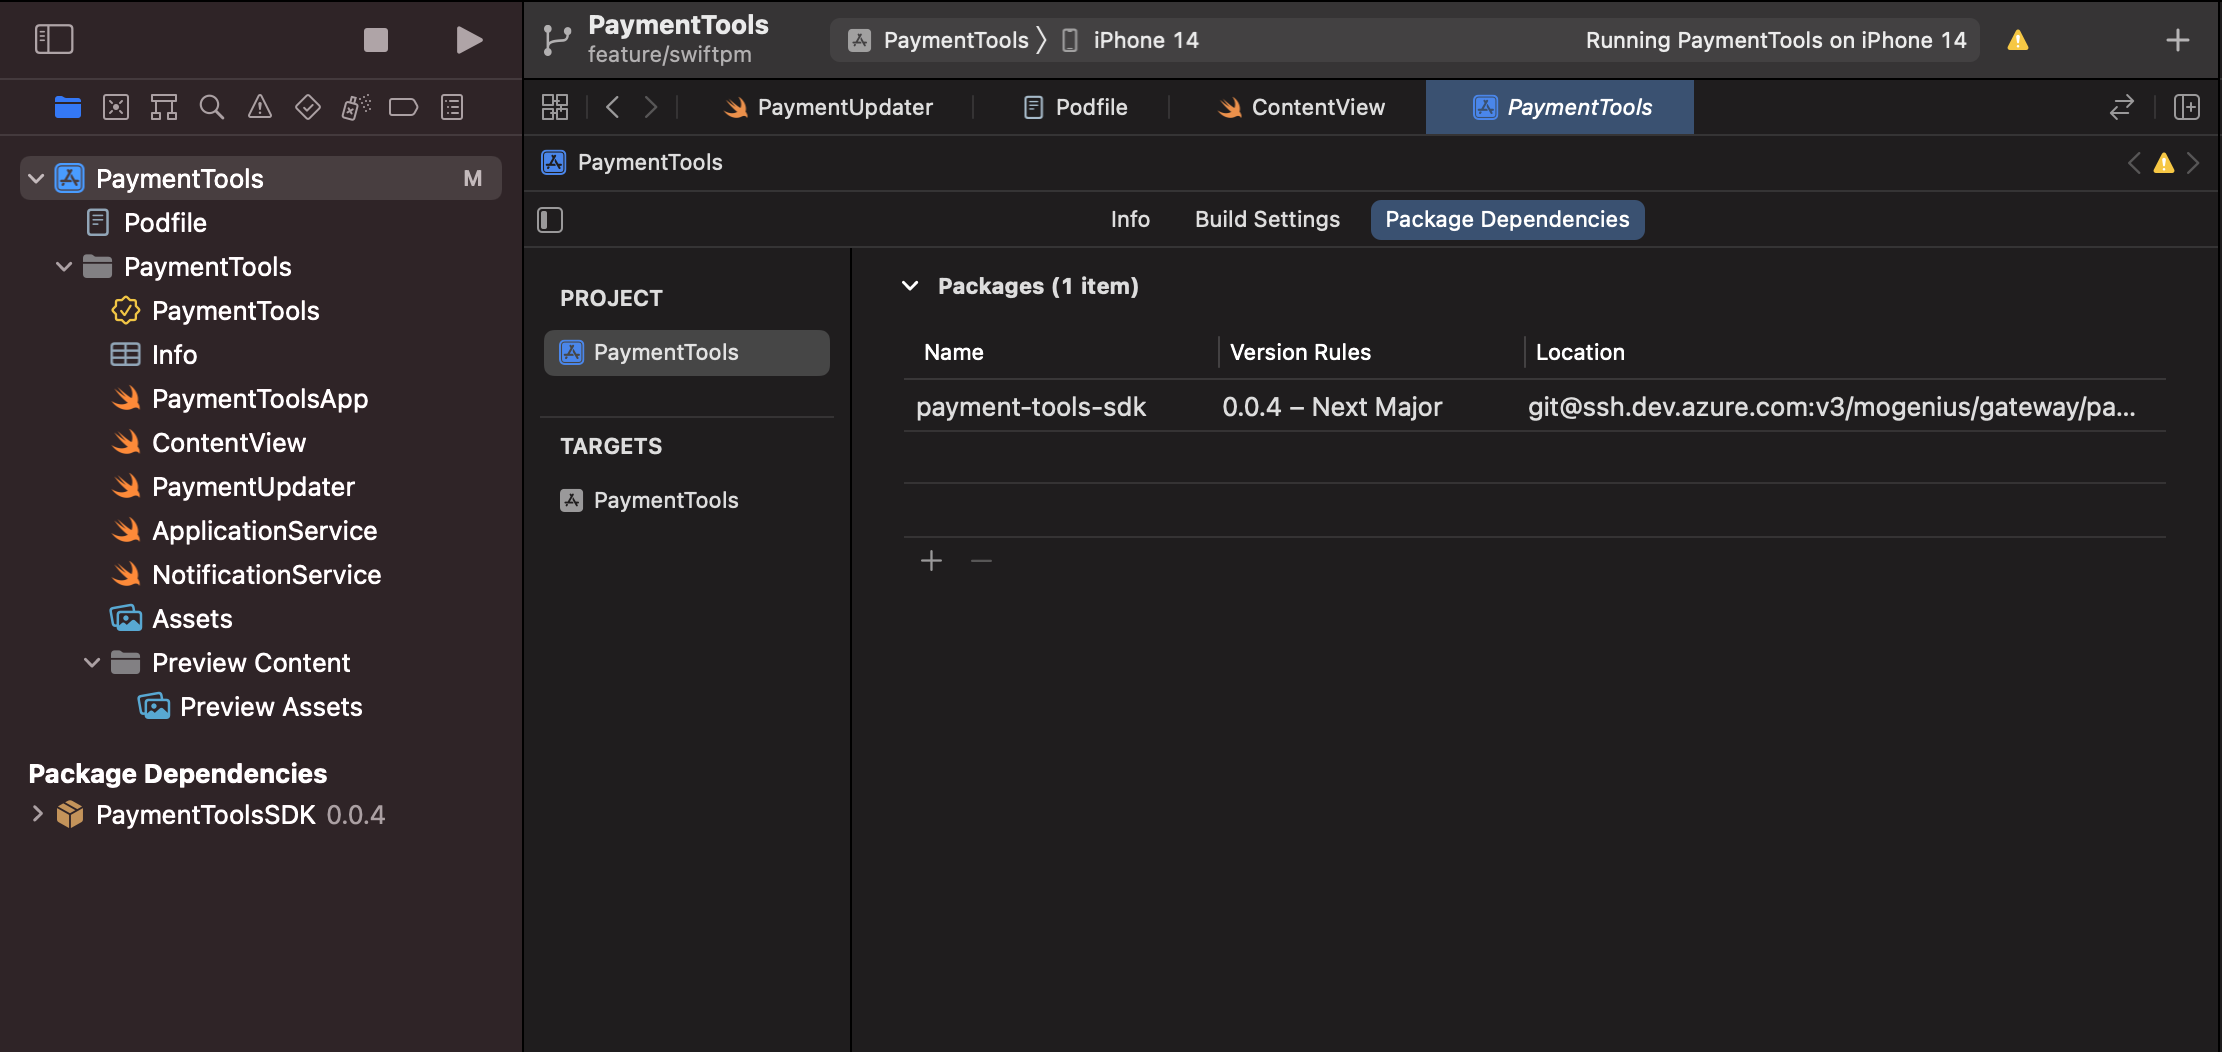 PaymentTools
feature/swiftpm
PaymentTools
iPhone 14
Running PaymentTools on iPhone 14
PaymentUpdater
Podfile
ContentView
PaymentTools
PaymentTools
Info
Build Settings
Package Dependencies
PaymentTools M
Podfile
PaymentTools
PaymentTools
Info
PaymentToolsApp
ContentView
PaymentUpdater
ApplicationService
NotificationService
Assets
Preview Content
Preview Assets
Package Dependencies
PaymentToolsSDK 0.0.4
PROJECT
PaymentTools
TARGETS
PaymentTools
Packages (1 item)
Name Version Rules Location
payment-tools-sdk 0.0.4 – Next Major git@ssh.dev.azure.com:v3/mogenius/gateway/pa...